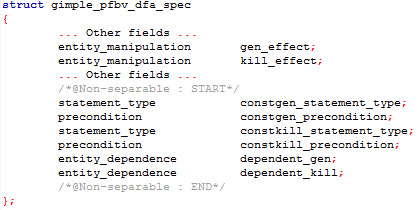 struct gimple_pfbv_dfa_spec
{
... Other fields ...
entity_manipulation gen_effect;
entity_manipulation kill_effect;
... Other fields ...
/*@Non-separable : START*/
statement_type constgen_statement_type;
precondition constgen_precondition;
statement_type constkill_statement_type;
precondition constkill_precondition;
entity_dependence dependent_gen;
entity_dependence dependent_kill;
/*@Non-separable : END*/
};